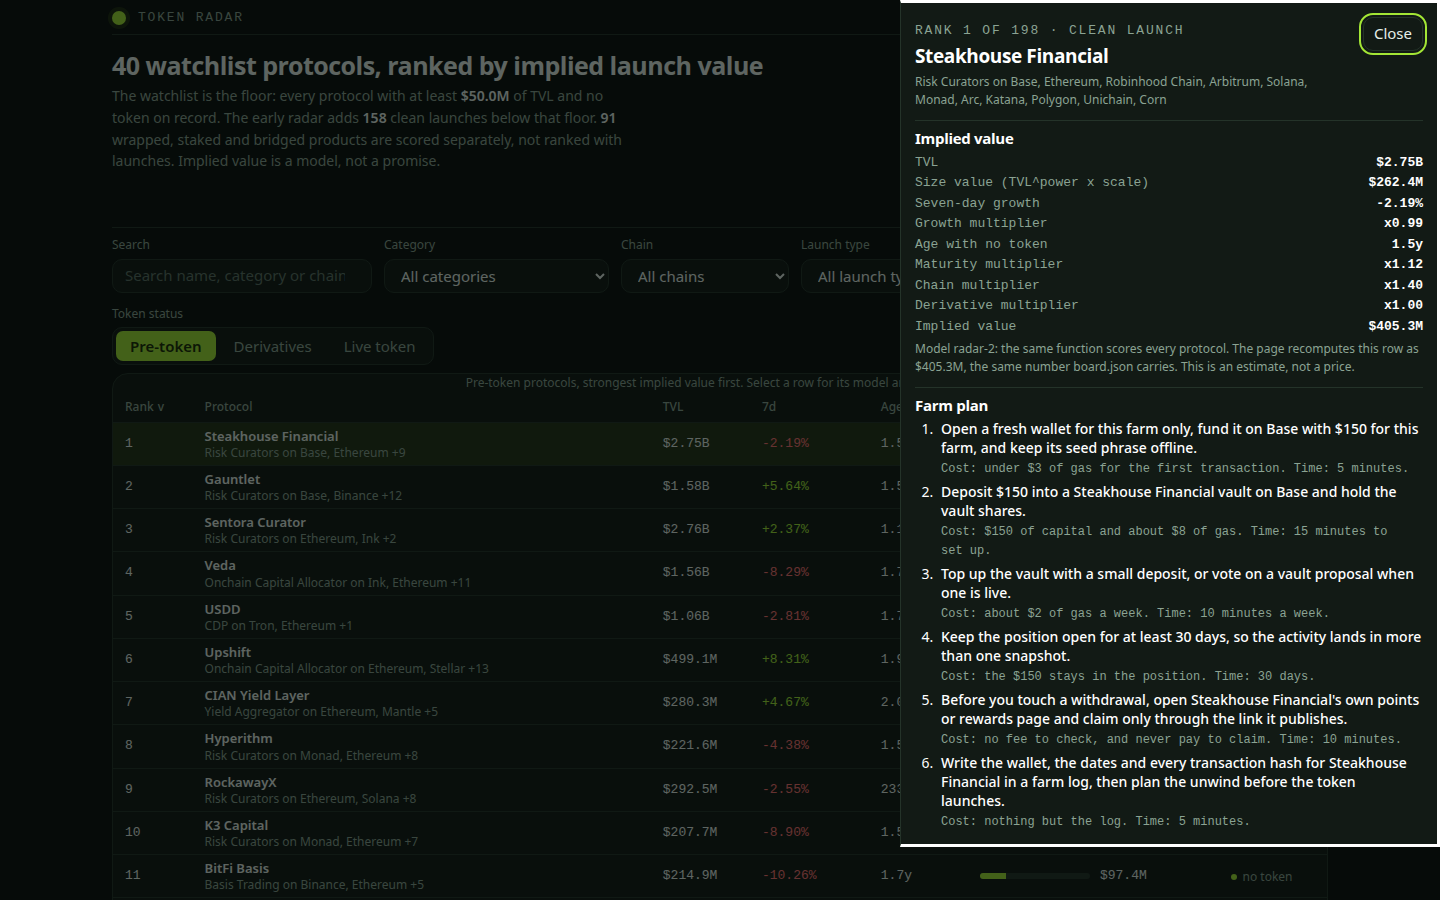 TOKEN RADAR
40 watchlist protocols, ranked by implied launch value
The watchlist is the floor: every protocol with at least $50.0M of TVL and no
token on record. The early radar adds 158 clean launches below that floor. 91
wrapped, staked and bridged products are scored separately, not ranked with
launches. Implied value is a model, not a promise.
Search
Category
Chain
Launch type
Search name, category or chain
All categories
All chains
All launch ty
Token status
Pre-token
Derivatives
Live token
Pre-token protocols, strongest implied value first. Select a row for its model a
Rank v
Protocol
TVL
7d
Age
1
Steakhouse Financial
Risk Curators on Base, Ethereum +9
$2.75B
-2.19%
1.5
2
Gauntlet
Risk Curators on Base, Binance +12
$1.58B
+5.64%
1.5
3
Sentora Curator
Risk Curators on Ethereum, Ink +2
$2.76B
+2.37%
1.1
4
Veda
Onchain Capital Allocator on Ink, Ethereum +11
$1.56B
-8.29%
1.7
5
USDD
CDP on Tron, Ethereum +1
$1.06B
-2.81%
1.7
6
Upshift
Onchain Capital Allocator on Ethereum, Stellar +13
$499.1M
+8.31%
1.9
7
CIAN Yield Layer
Yield Aggregator on Ethereum, Mantle +5
$280.3M
+4.67%
2.0
8
Hyperithm
Risk Curators on Monad, Ethereum +8
$221.6M
-4.38%
1.5
9
RockawayX
Risk Curators on Ethereum, Solana +8
$292.5M
-2.55%
233
10
K3 Capital
Risk Curators on Monad, Ethereum +7
$207.7M
-8.90%
1.5
11
BitFi Basis
Basis Trading on Binance, Ethereum +5
$214.9M
-10.26%
1.7y
$97.4M
no token
RANK 1 OF 198 · CLEAN LAUNCH
Close
Steakhouse Financial
Risk Curators on Base, Ethereum, Robinhood Chain, Arbitrum, Solana,
Monad, Arc, Katana, Polygon, Unichain, Corn
Implied value
TVL $2.75B
Size value (TVL^power x scale) $262.4M
Seven-day growth -2.19%
Growth multiplier x0.99
Age with no token 1.5y
Maturity multiplier x1.12
Chain multiplier x1.40
Derivative multiplier x1.00
Implied value $405.3M
Model radar-2: the same function scores every protocol. The page recomputes this row as
$405.3M, the same number board.json carries. This is an estimate, not a price.
Farm plan
1. Open a fresh wallet for this farm only, fund it on Base with $150 for this
farm, and keep its seed phrase offline.
Cost: under $3 of gas for the first transaction. Time: 5 minutes.
2. Deposit $150 into a Steakhouse Financial vault on Base and hold the
vault shares.
Cost: $150 of capital and about $8 of gas. Time: 15 minutes to
set up.
3. Top up the vault with a small deposit, or vote on a vault proposal when
one is live.
Cost: about $2 of gas a week. Time: 10 minutes a week.
4. Keep the position open for at least 30 days, so the activity lands in more
than one snapshot.
Cost: the $150 stays in the position. Time: 30 days.
5. Before you touch a withdrawal, open Steakhouse Financial's own points
or rewards page and claim only through the link it publishes.
Cost: no fee to check, and never pay to claim. Time: 10 minutes.
6. Write the wallet, the dates and every transaction hash for Steakhouse
Financial in a farm log, then plan the unwind before the token
launches.
Cost: nothing but the log. Time: 5 minutes.